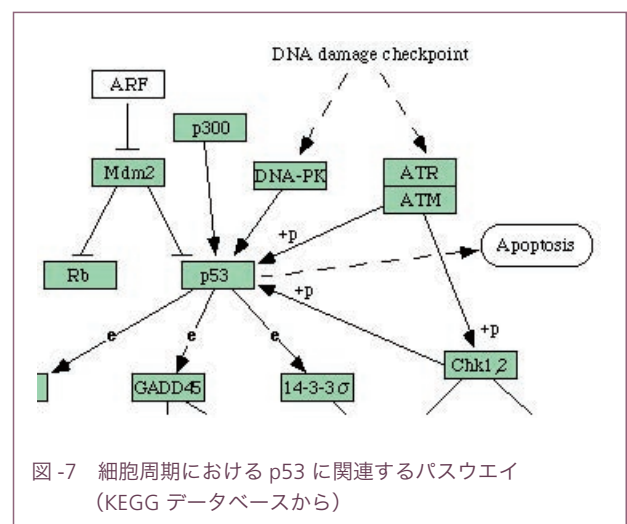 DNA damage checkpoint
ARF
p300
Mdm2
DNA-PK
ATR
ATM
+p
Apoptosis
Rb
p53
+p
+p
e
e
e
Chk1,2
GADD45
14-3-3σ
図 -7 細胞周期における p53 に関連するパスウエイ
(KEGG データベースから)